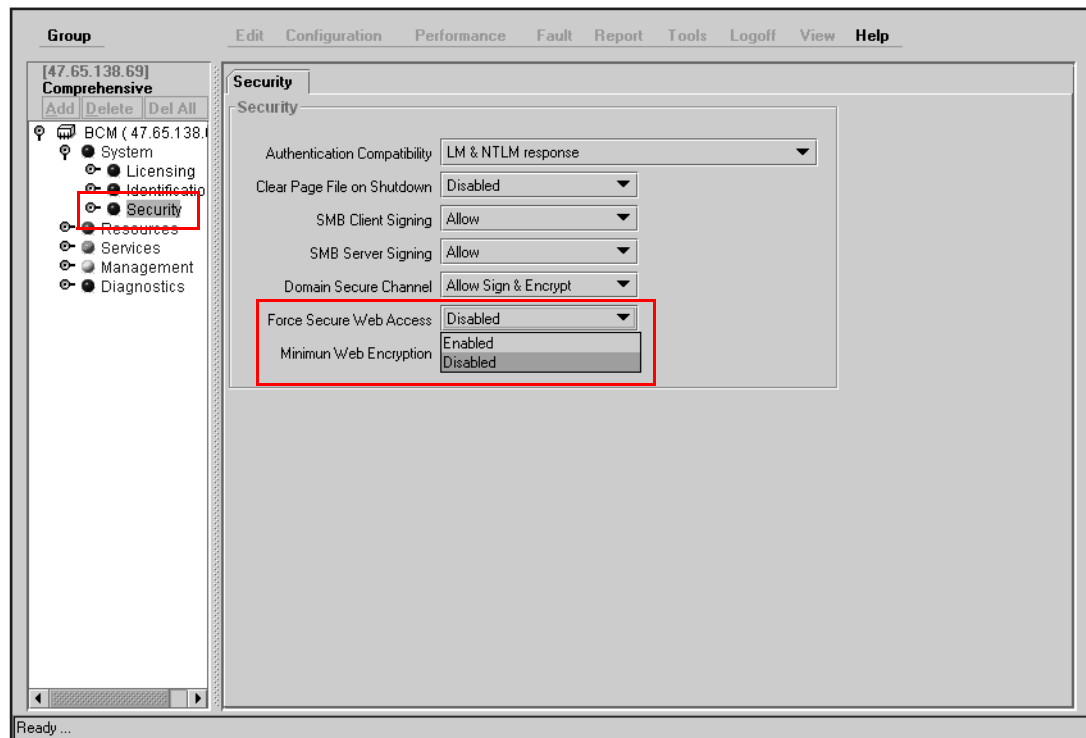 Group Edit Configuration Performance Fault Report Tools Logoff View Help
[47.65.138.69]
Comprehensive
Add Delete Del All
BCM ( 47.65.138.
System
Licensing
Identificatio
Security
Resources
Services
Management
Diagnostics
Security
Security
Authentication Compatibility LM & NTLM response
Clear Page File on Shutdown Disabled
SMB Client Signing Allow
SMB Server Signing Allow
Domain Secure Channel Allow Sign & Encrypt
Force Secure Web Access Disabled
Enabled
Minimun Web Encryption
Disabled
Ready ...